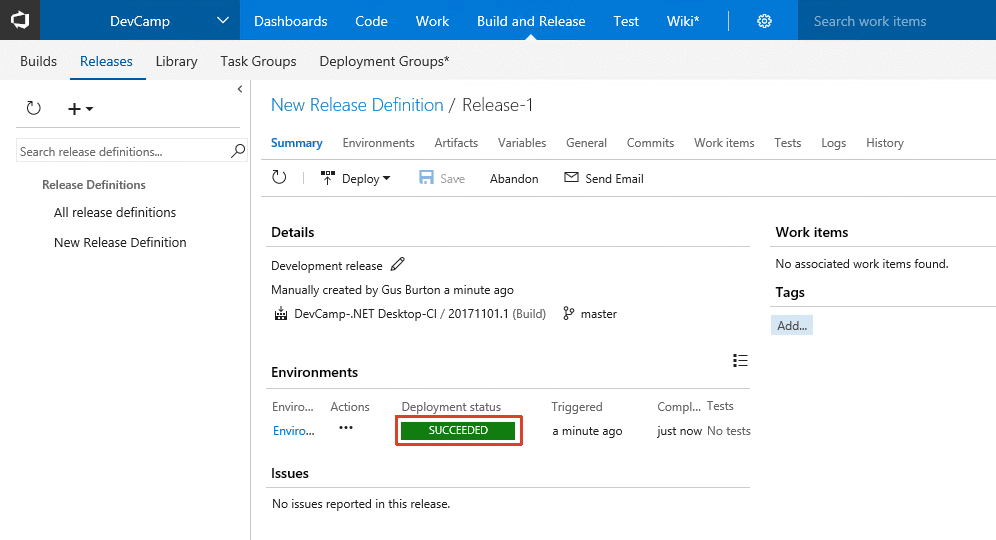 DevCamp Dashboards Code Work Build and Release Test Wiki* Search work items
Builds Releases Library Task Groups Deployment Groups*
Search release definitions...
Release Definitions
All release definitions
New Release Definition
New Release Definition / Release-1
Summary Environments Artifacts Variables General Commits Work items Tests Logs History
Deploy Save Abandon Send Email
Details
Development release
Manually created by Gus Burton a minute ago
DevCamp-.NET Desktop-CI / 20171101.1 (Build) master
Environments
Enviro... Actions Deployment status Triggered Compl... Tests
Enviro... ••• SUCCEEDED a minute ago just now No tests
Issues
No issues reported in this release.
Work items
No associated work items found.
Tags
Add...